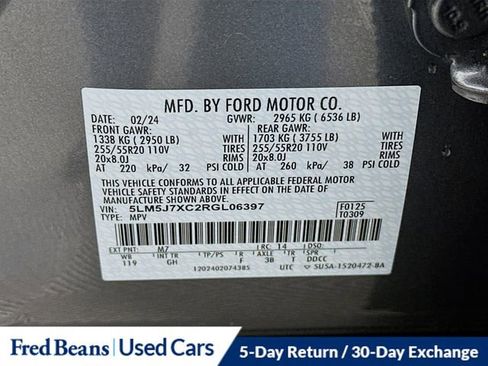 MFD. BY FORD MOTOR CO.
DATE: 02/24 GVWR: 2965 KG ( 6536 LB)
FRONT GAWR: REAR GAWR:
1338 KG ( 2950 LB) WITH 1703 KG ( 3755 LB) WITH
255/55R20 110V TIRES 255/55R20 110V TIRES
20x8.0J RIMS 20x8.0J RIMS
AT 220 kPa/ 32 PSI AT 260 kPa/ 38 PSI
THIS VEHICLE CONFORMS TO ALL APPLICABLE FEDERAL MOTOR
VEHICLE SAFETY STANDARDS IN EFFECT ON THE DATE OF
MANUFACTURE SHOWN ABOVE.
VIN: 5LM5J7XC2RGL06397 F0125
TYPE: MPV T0309
EXT PNT: M7 RC: 14 DSO:
WB INT TR TP/PS R AXLE TR SPR
119 GH F 3B T DDCC
1202402074385 UTC SU5A-1520472-BA
Fred Beans Used Cars 5-Day Return / 30-Day Exchange